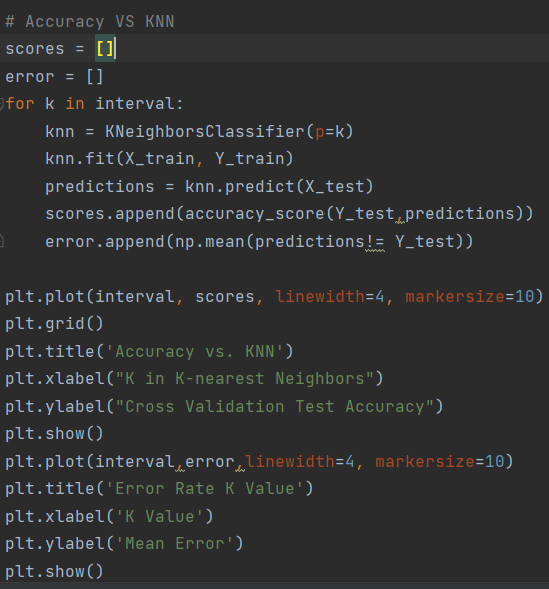 # Accuracy VS KNN
scores = []
error = []
for k in interval:
    knn = KNeighborsClassifier(p=k)
    knn.fit(X_train, Y_train)
    predictions = knn.predict(X_test)
    scores.append(accuracy_score(Y_test,predictions))
    error.append(np.mean(predictions!= Y_test))

plt.plot(interval, scores, linewidth=4, markersize=10)
plt.grid()
plt.title('Accuracy vs. KNN')
plt.xlabel("K in K-nearest Neighbors")
plt.ylabel("Cross Validation Test Accuracy")
plt.show()
plt.plot(interval,error,linewidth=4, markersize=10)
plt.title('Error Rate K Value')
plt.xlabel('K Value')
plt.ylabel('Mean Error')
plt.show()